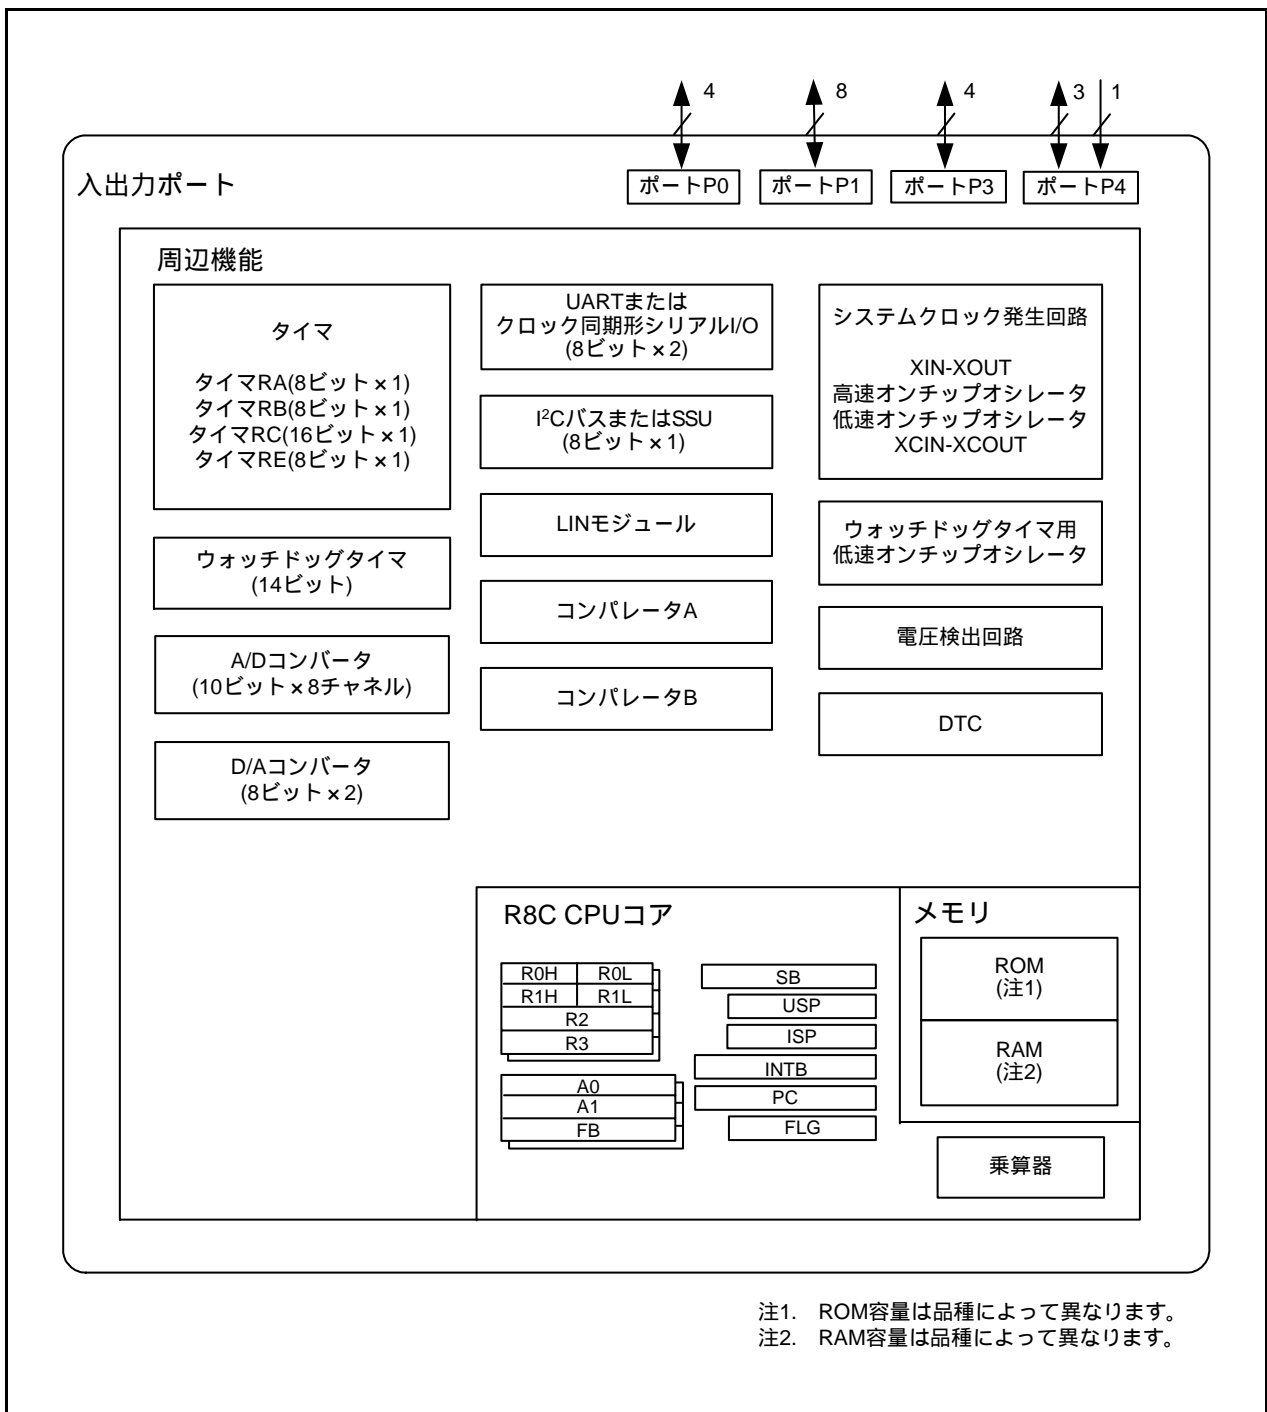 4
8
4
3
1
入出力ポート
ポートP0
ポートP1
ポートP3
ポートP4
周辺機能
タイマ
タイマRA(8ビット×1)
タイマRB(8ビット×1)
タイマRC(16ビット×1)
タイマRE(8ビット×1)
ウォッチドッグタイマ
(14ビット)
A/Dコンバータ
(10ビット×8チャネル)
D/Aコンバータ
(8ビット×2)
UARTまたは
クロック同期形シリアルI/O
(8ビット×2)
I²CバスまたはSSU
(8ビット×1)
LINモジュール
コンパレータA
コンパレータB
システムクロック発生回路
XIN-XOUT
高速オンチップオシレータ
低速オンチップオシレータ
XCIN-XCOUT
ウォッチドッグタイマ用
低速オンチップオシレータ
電圧検出回路
DTC
R8C CPUコア
R0H
R0L
R1H
R1L
R2
R3
A0
A1
FB
SB
USP
ISP
INTB
PC
FLG
メモリ
ROM
(注1)
RAM
(注2)
乗算器
注1. ROM容量は品種によって異なります。
注2. RAM容量は品種によって異なります。